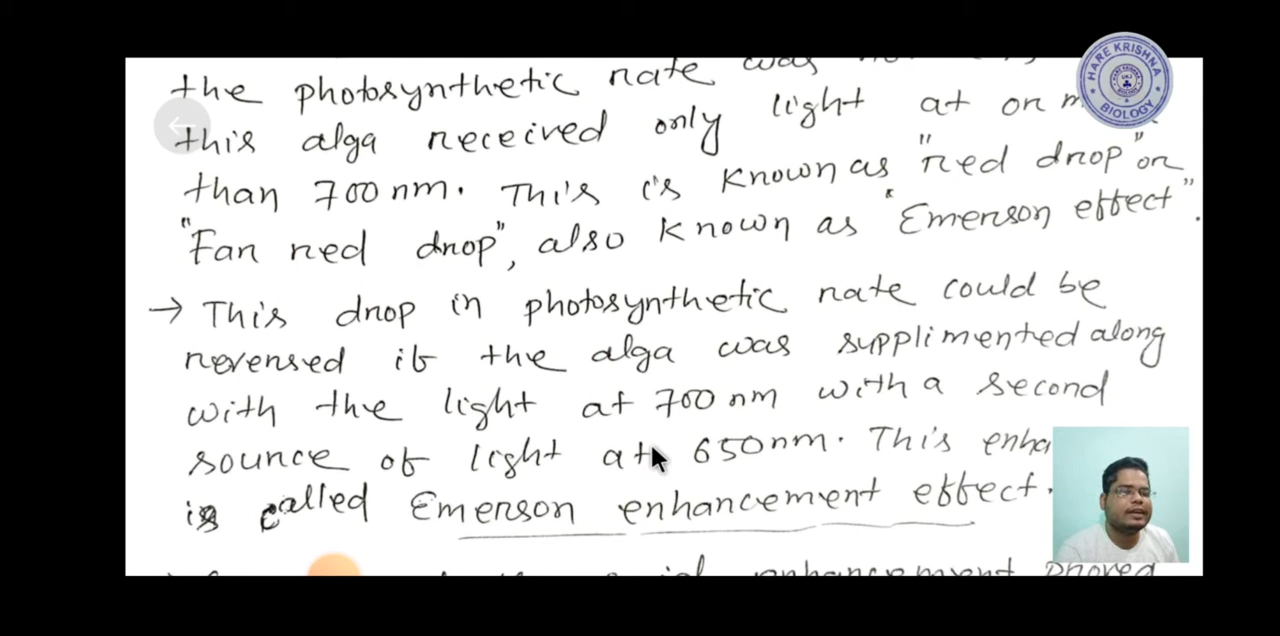 the photosynthetic rate was
this alga received only light at or m
than 700 nm. This is known as "red drop" or
"Far red drop", also known as "Emerson effect".
→ This drop in photosynthetic rate could be
reversed if the alga was supplimented along
with the light at 700 nm with a second
source of light at 650 nm. This enha
is called Emerson enhancement effect.
enhancement proved
HARE KRISHNA
BIOLOGY